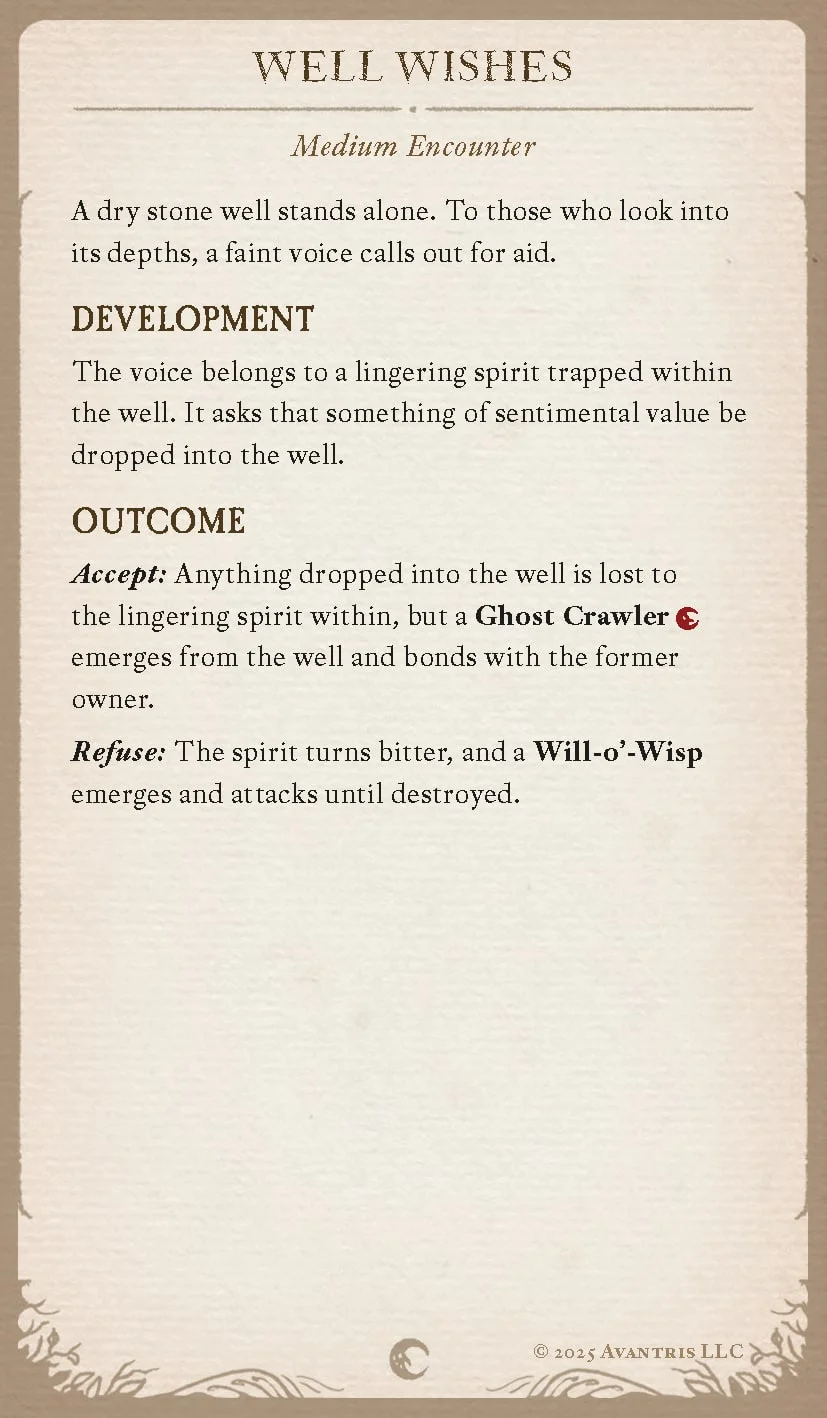 WELL WISHES
Medium Encounter
A dry stone well stands alone. To those who look into
its depths, a faint voice calls out for aid.
DEVELOPMENT
The voice belongs to a lingering spirit trapped within
the well. It asks that something of sentimental value be
dropped into the well.
OUTCOME
Accept: Anything dropped into the well is lost to
the lingering spirit within, but a Ghost Crawler
emerges from the well and bonds with the former
owner.
Refuse: The spirit turns bitter, and a Will-o’-Wisp
emerges and attacks until destroyed.
© 2025 AVANTRIS LLC